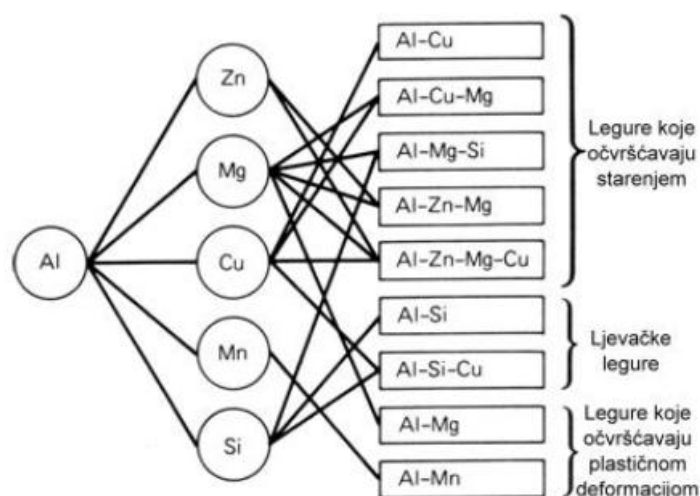 Al
Zn
Mg
Cu
Mn
Si
Al-Cu
Al-Cu-Mg
Al-Mg-Si
Al-Zn-Mg
Al-Zn-Mg-Cu
Al-Si
Al-Si-Cu
Al-Mg
Al-Mn
Legure koje
očvršćavaju
starenjem
Ljevačke
legure
Legure koje
očvršćavaju
plastičnom
deformacijom